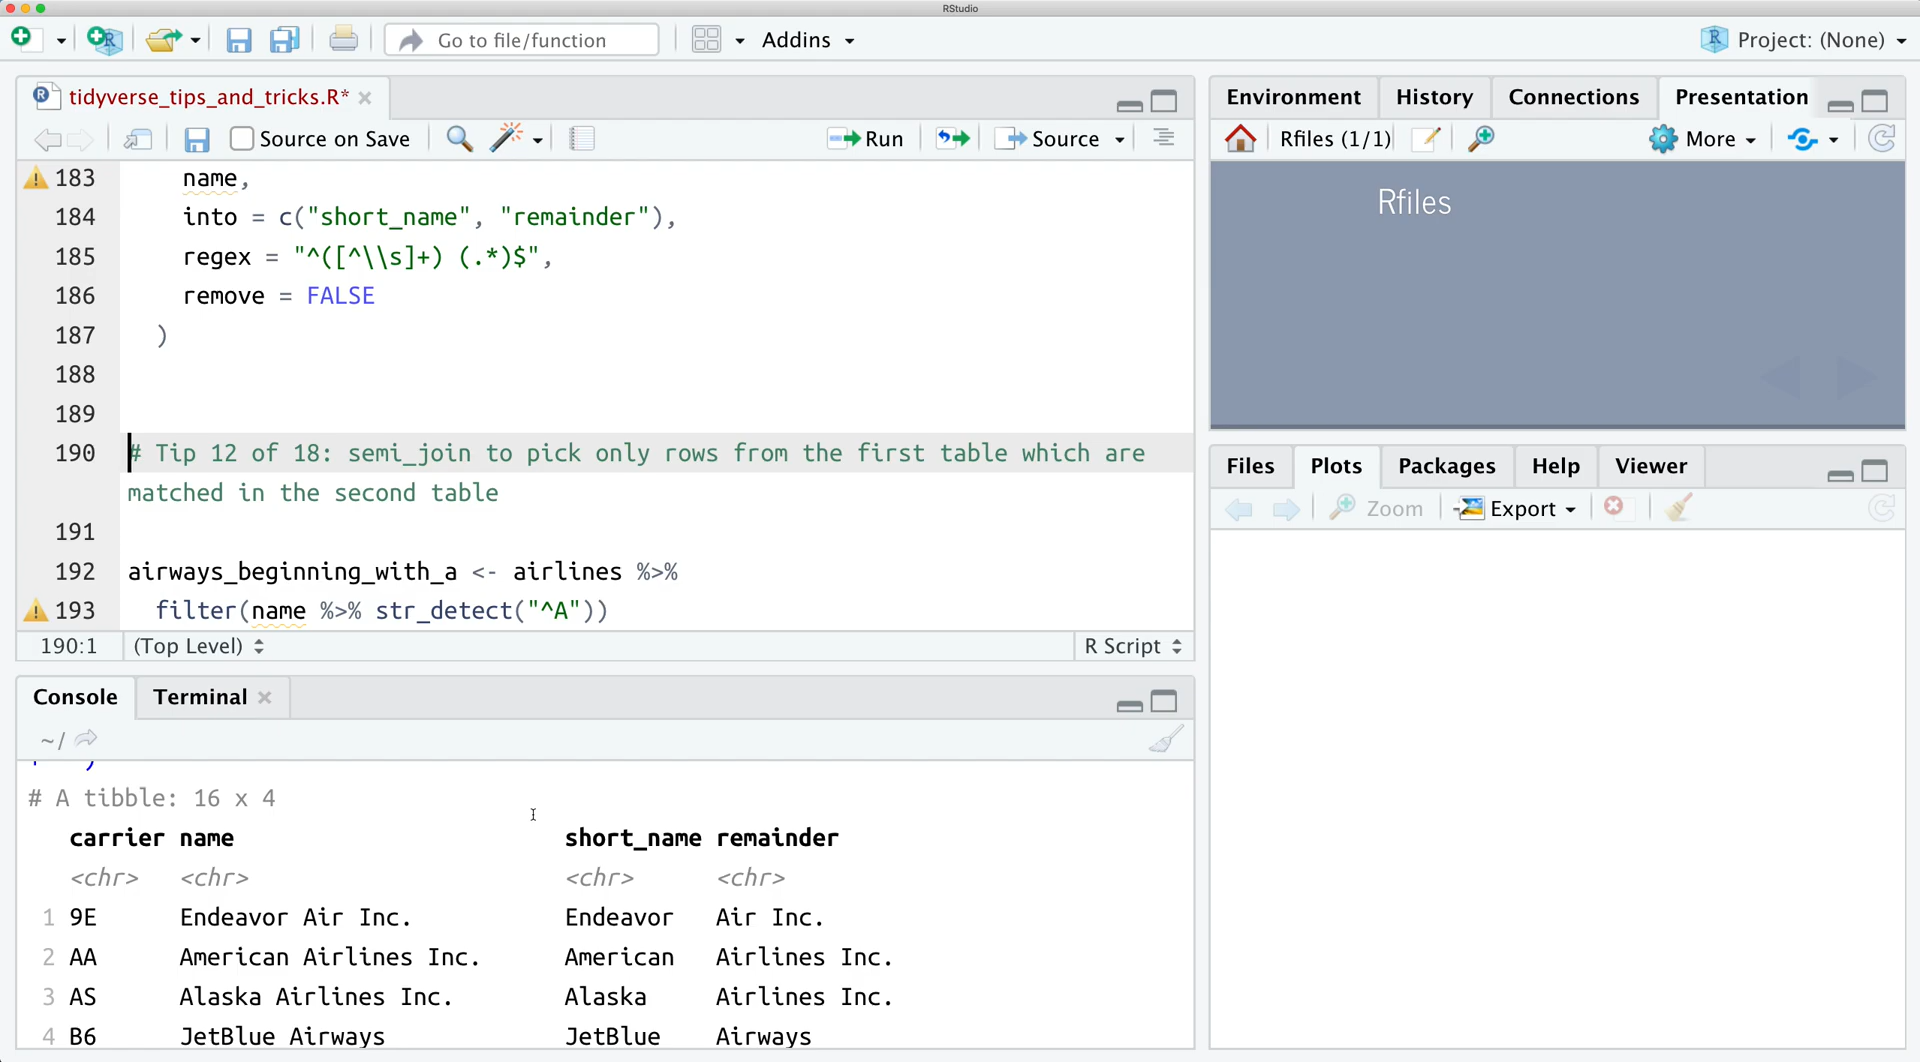 RStudio
Go to file/function
Addins
Project: (None)
tidyverse_tips_and_tricks.R*
Source on Save
Run
Source
183 name,
184 into = c("short_name", "remainder"),
185 regex = "^([^\\s]+) (.*)$",
186 remove = FALSE
187 )
188
189
190 # Tip 12 of 18: semi_join to pick only rows from the first table which are
matched in the second table
191
192 airways_beginning_with_a <- airlines %>%
193 filter(name %>% str_detect("^A"))
190:1 (Top Level) R Script
Console Terminal
~/
)
# A tibble: 16 x 4
carrier name short_name remainder
<chr> <chr> <chr> <chr>
1 9E Endeavor Air Inc. Endeavor Air Inc.
2 AA American Airlines Inc. American Airlines Inc.
3 AS Alaska Airlines Inc. Alaska Airlines Inc.
4 B6 JetBlue Airways JetBlue Airways
Environment History Connections Presentation
Rfiles (1/1) More
Rfiles
Files Plots Packages Help Viewer
Zoom Export